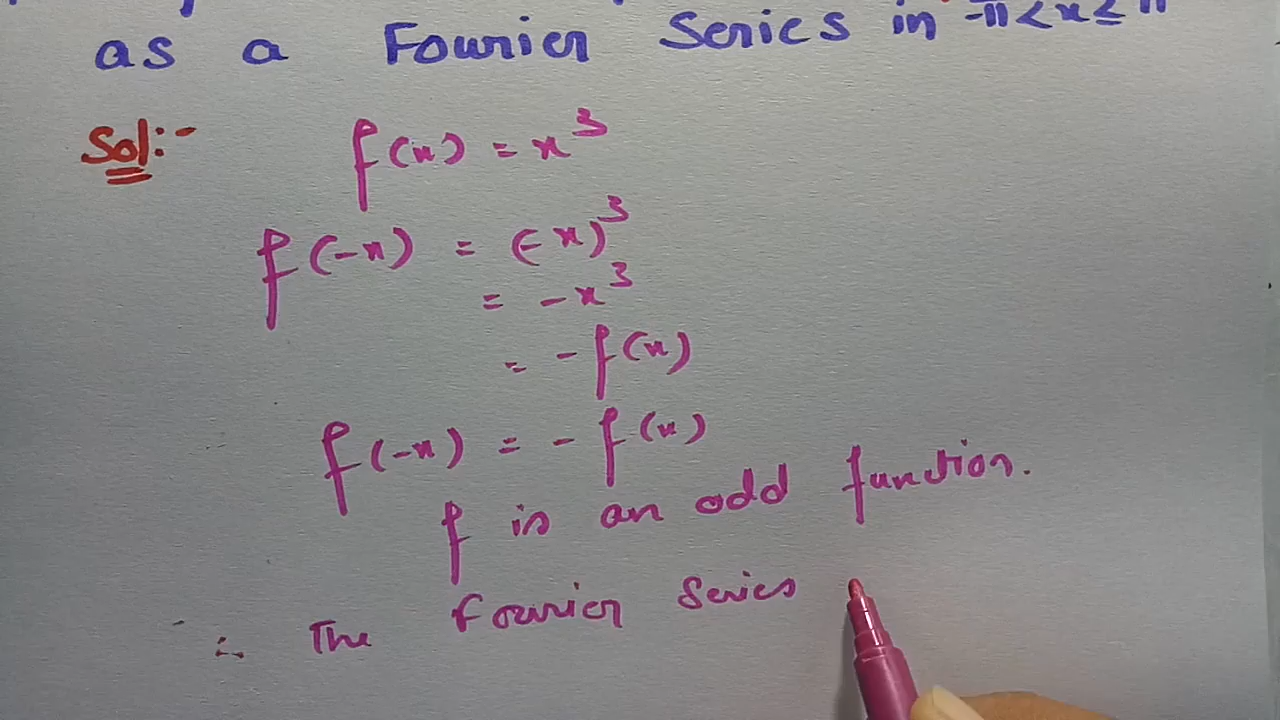 as a Fourier Series in -π < x ≤ π
Sol:- f(x) = x³
f(-x) = (-x)³
= -x³
= -f(x)
f(-x) = -f(x)
f is an odd function.
∴ The Fourier Series